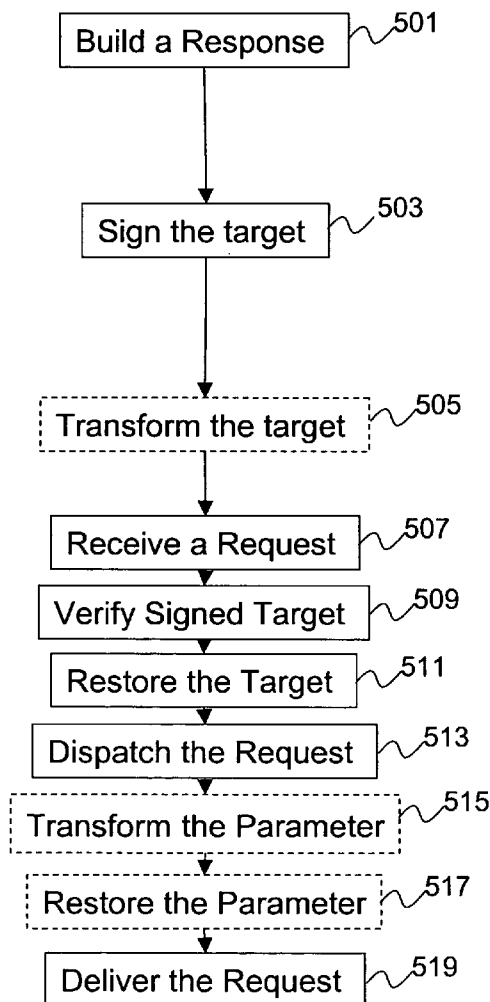 Build a Response 501
Sign the target 503
Transform the target 505
Receive a Request 507
Verify Signed Target 509
Restore the Target 511
Dispatch the Request 513
Transform the Parameter 515
Restore the Parameter 517
Deliver the Request 519